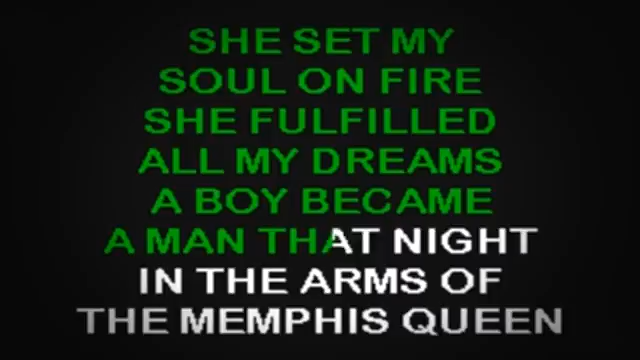 SHE SET MY
SOUL ON FIRE
SHE FULFILLED
ALL MY DREAMS
A BOY BECAME
A MAN THAT NIGHT
IN THE ARMS OF
THE MEMPHIS QUEEN